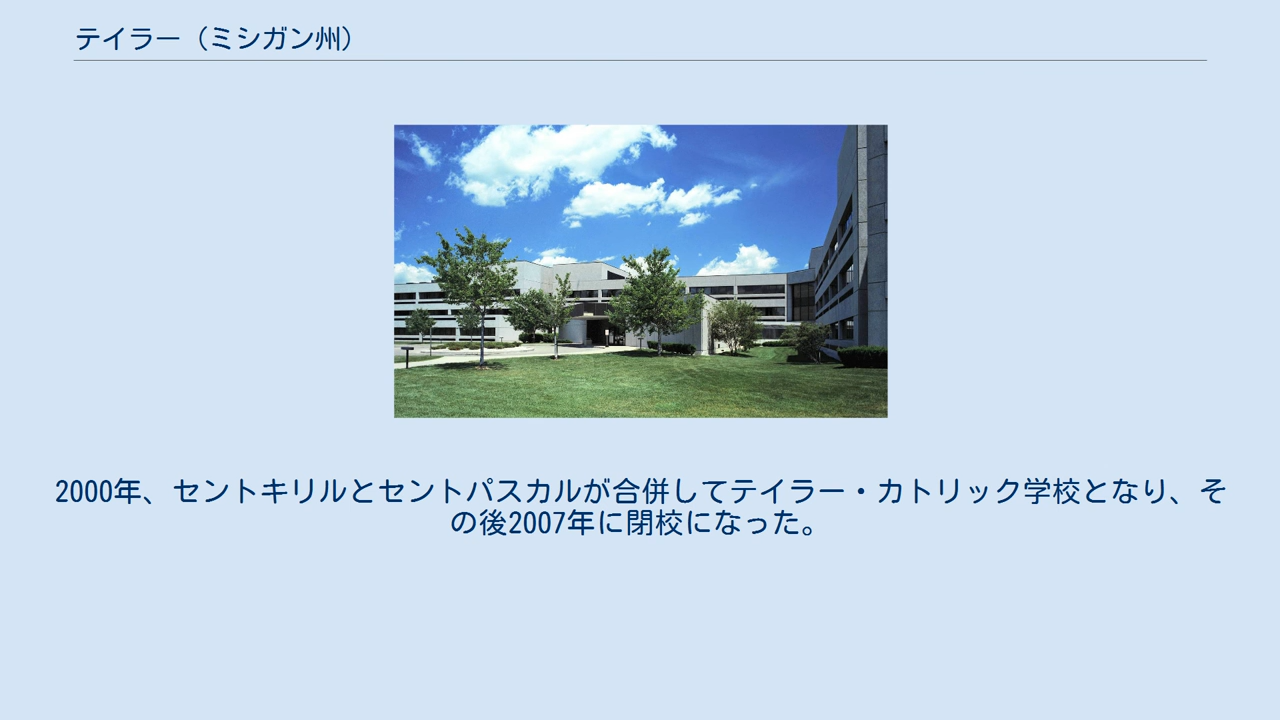 テイラー（ミシガン州）
2000年、セントキリルとセントパスカルが合併してテイラー・カトリック学校となり、そ
の後2007年に閉校になった。